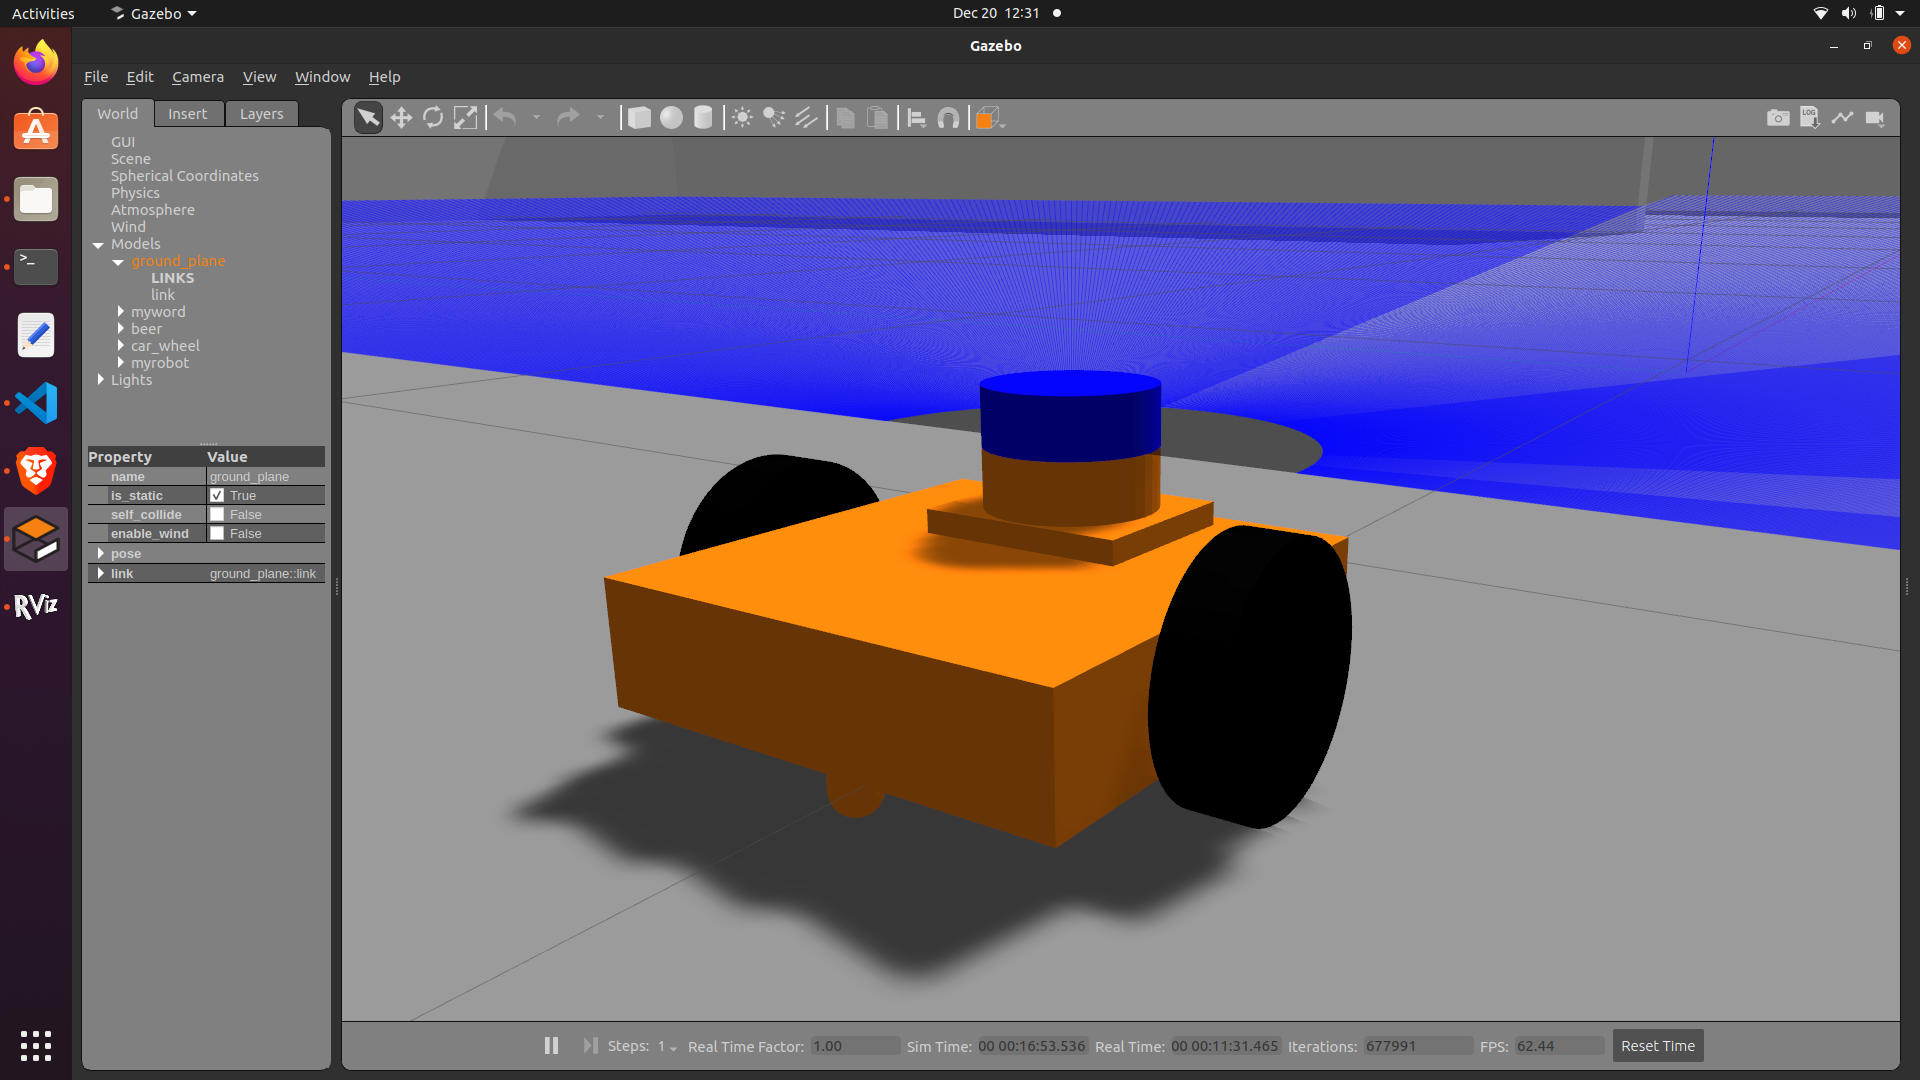 Activities Gazebo Dec 20 12:31
Gazebo
File Edit Camera View Window Help
World Insert Layers
LOG
GUI
Scene
Spherical Coordinates
Physics
Atmosphere
Wind
Models
ground_plane
LINKS
link
myword
beer
car_wheel
myrobot
Lights
Property Value
name ground_plane
is_static True
self_collide False
enable_wind False
pose
link ground_plane::link
>_
RViz
Steps: 1 Real Time Factor: 1.00 Sim Time: 00 00:16:53.536 Real Time: 00 00:11:31.465 Iterations: 677991 FPS: 62.44 Reset Time